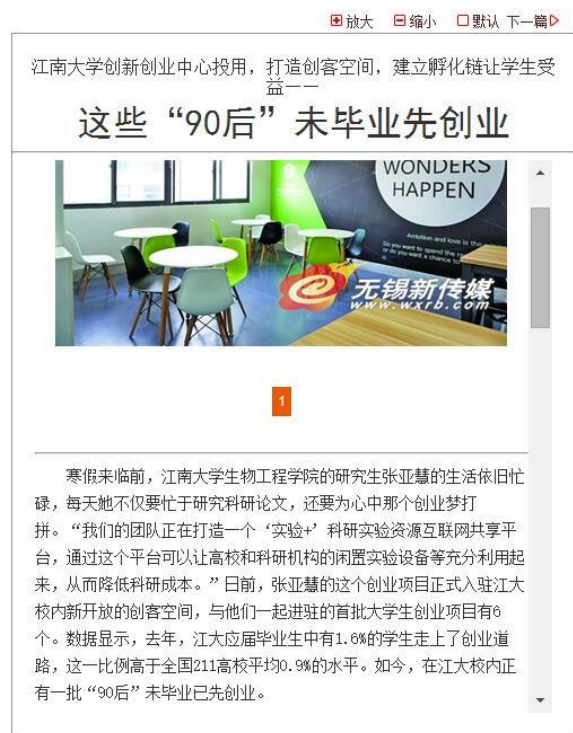 放大 缩小 默认 下一篇
江南大学创新创业中心投用，打造创客空间，建立孵化链让学生受
益——
这些“90后”未毕业先创业
WONDERS
HAPPEN
Ambition and love is the
Do you want to spend the
or do you want a chance to
无锡新传媒
www.wxrb.com
1
寒假来临前，江南大学生物工程学院的研究生张亚慧的生活依旧忙
碌，每天她不仅要忙于研究科研论文，还要为心中那个创业梦打
拼。“我们的团队正在打造一个‘实验+’科研实验资源互联网共享平
台，通过这个平台可以让高校和科研机构的闲置实验设备等充分利用起
来，从而降低科研成本。”日前，张亚慧的这个创业项目正式入驻江大
校内新开放的创客空间，与他们一起进驻的首批大学生创业项目有6
个。数据显示，去年，江大应届毕业生中有1.6%的学生走上了创业道
路，这一比例高于全国211高校平均0.9%的水平。如今，在江大校内正
有一批“90后”未毕业已先创业。